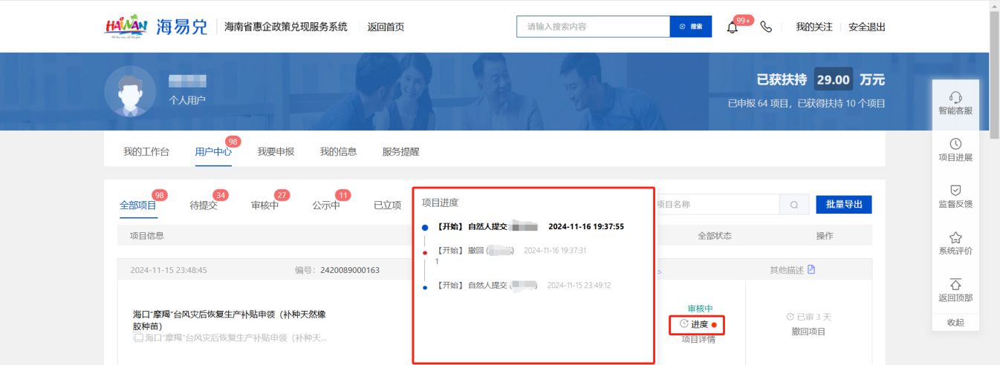 HAINAN 海易兑 海南省惠企政策兑现服务系统 返回首页 请输入搜索内容 搜索 99+ 我的关注 安全退出
个人用户
已获扶持 29.00 万元
已申报 64 项目，已获得扶持 10 个项目
智能客服
项目进展
监督反馈
系统评价
返回顶部
收起
我的工作台 用户中心 98 我要申报 我的信息 服务提醒
全部项目 98 待提交 34 审核中 27 公示中 11 已立项 项目名称 批量导出
项目信息 全部状态 操作
2024-11-15 23:48:45 编号：2420089000163 其他描述
海口“摩羯”台风灾后恢复生产补贴申领（补种天然橡
胶种苗）
海口“摩羯”台风灾后恢复生产补贴申领（补种天...
项目进度
【开始】 自然人提交 2024-11-16 19:37:55
【开始】 撤回 ( ) 2024-11-16 19:37:31
1
【开始】 自然人提交 ( ) 2024-11-15 23:49:12
审核中
进度
项目详情
已审 3 天
撤回项目